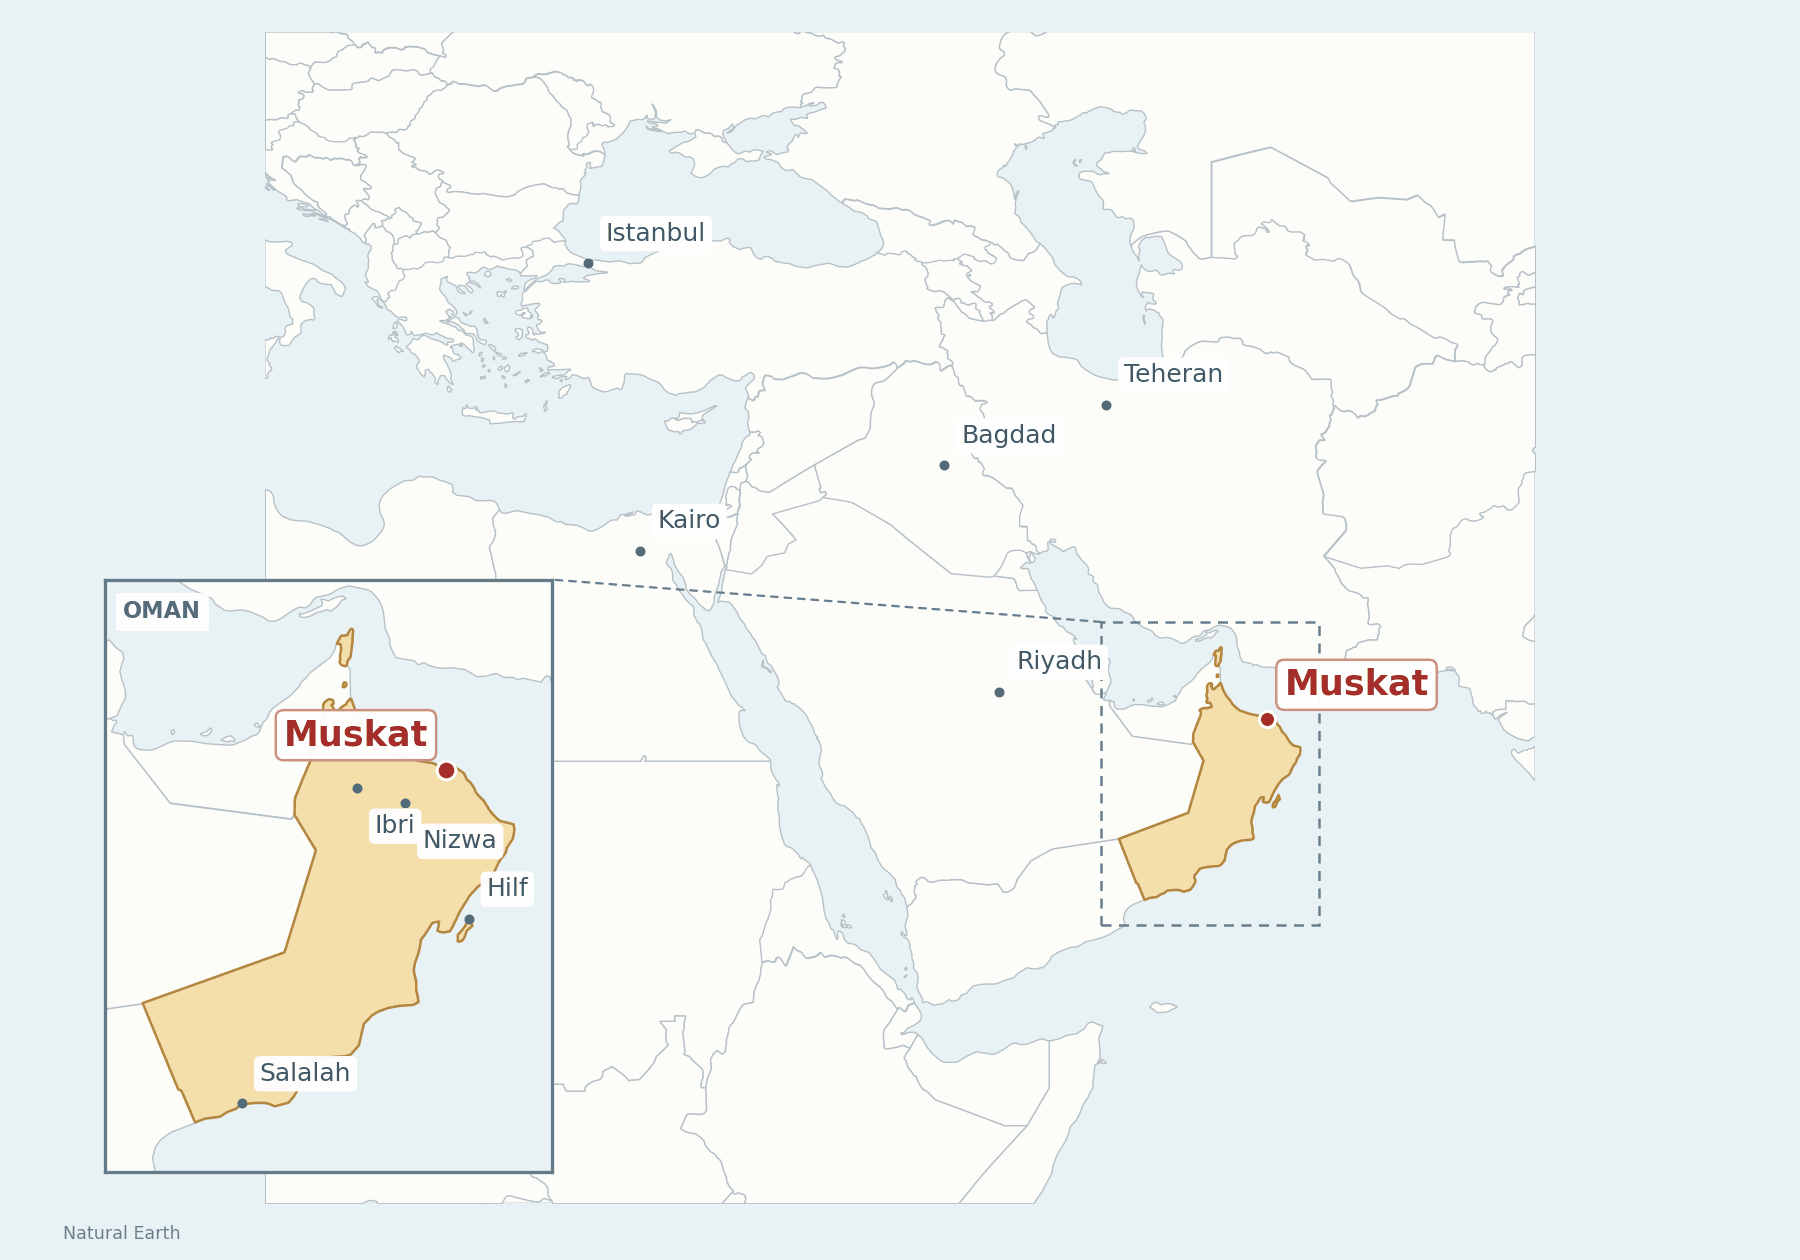 Istanbul
Teheran
Bagdad
Kairo
OMAN
Riyadh
Muskat
Muskat
Ibri
Nizwa
Hilf
Salalah
Natural Earth